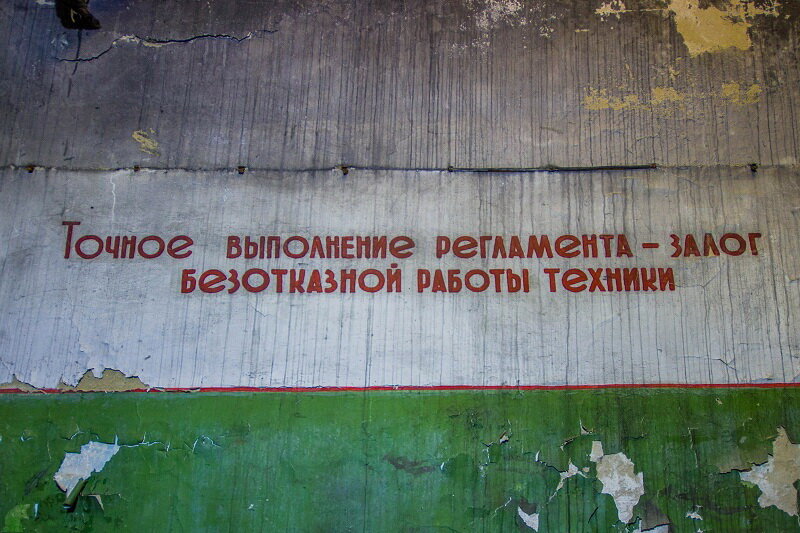 Точное выполнение регламента – залог
безотказной работы техники